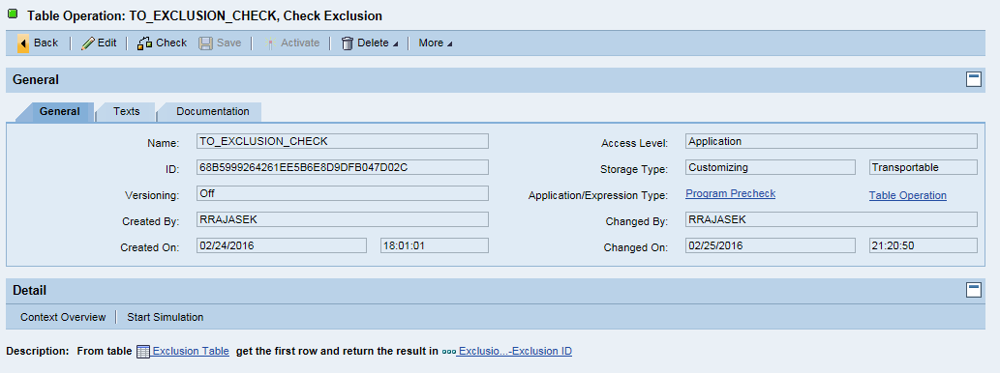 Table Operation: TO_EXCLUSION_CHECK, Check Exclusion
Back Edit Check Save Activate Delete More
General
General Texts Documentation
Name: TO_EXCLUSION_CHECK Access Level: Application
ID: 68B5999264261EE5B6E8D9DFB047D02C Storage Type: Customizing Transportable
Versioning: Off Application/Expression Type: Program Precheck Table Operation
Created By: RRAJASEK Changed By: RRAJASEK
Created On: 02/24/2016 18:01:01 Changed On: 02/25/2016 21:20:50
Detail
Context Overview Start Simulation
Description: From table Exclusion Table get the first row and return the result in Exclusio...-Exclusion ID